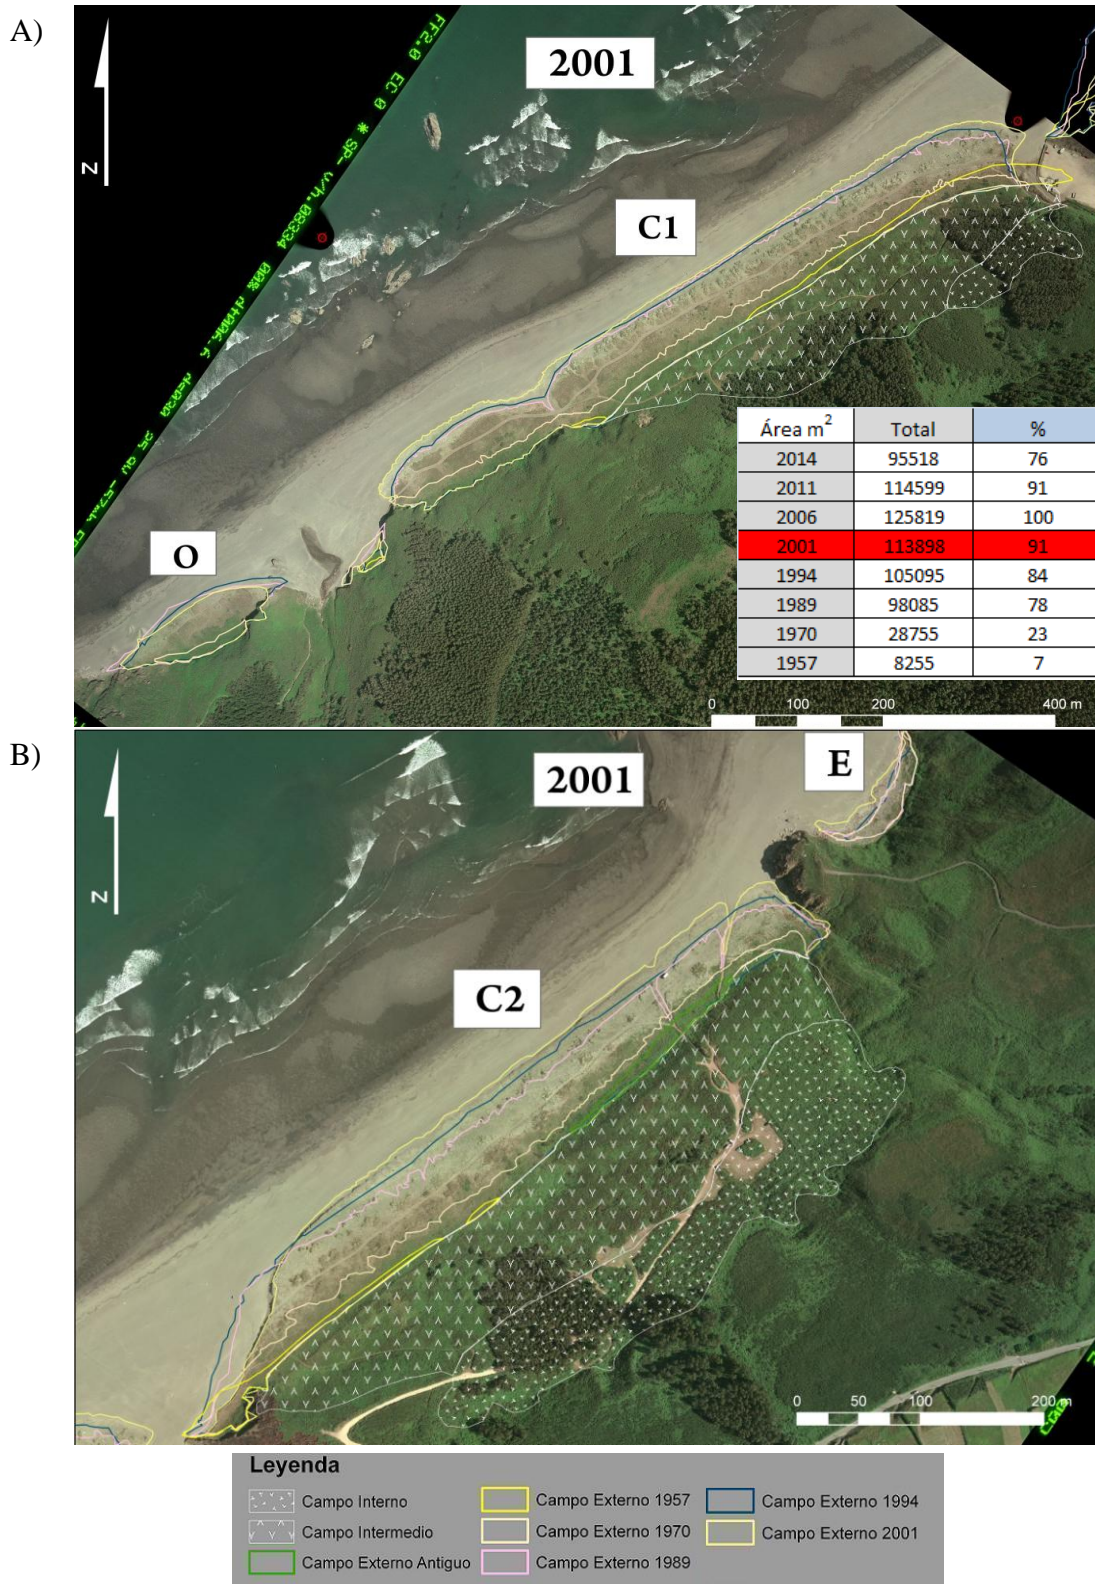 A)
2001
N
C1
O
Área m² Total %
2014 95518 76
2011 114599 91
2006 125819 100
2001 113898 91
1994 105095 84
1989 98085 78
1970 28755 23
1957 8255 7
0 100 200 400 m
B)
2001
E
N
C2
0 50 100 200 m
Leyenda
Campo Interno
Campo Intermedio
Campo Externo Antiguo
Campo Externo 1957
Campo Externo 1970
Campo Externo 1989
Campo Externo 1994
Campo Externo 2001